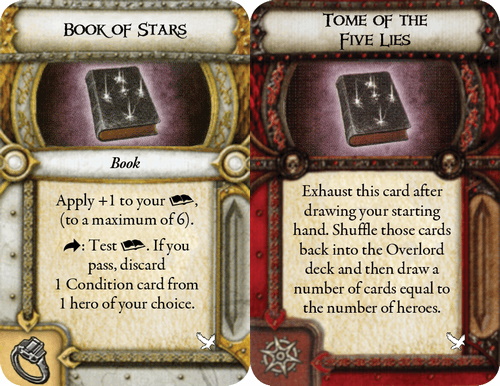 Book of Stars
Book
Apply +1 to your ,
(to a maximum of 6).
: Test . If you
pass, discard
1 Condition card from
1 hero of your choice.
Tome of the
Five Lies
Exhaust this card after
drawing your starting
hand. Shuffle those cards
back into the Overlord
deck and then draw a
number of cards equal to
the number of heroes.